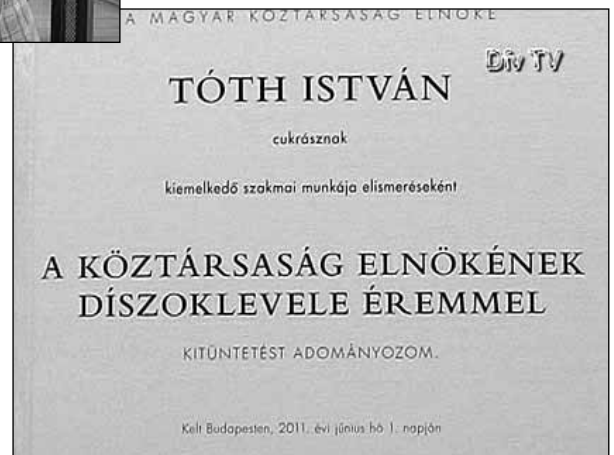 A MAGYAR KÖZTÁRSASÁG ELNÖKE
Div TV
TÓTH ISTVÁN
cukrásznak
kiemelkedő szakmai munkája elismeréseként
A KÖZTÁRSASÁG ELNÖKÉNEK
DÍSZOKLEVELE ÉREMMEL
KITÜNTETÉST ADOMÁNYOZOM.
Kelt Budapesten, 2011. évi június hó 1. napján